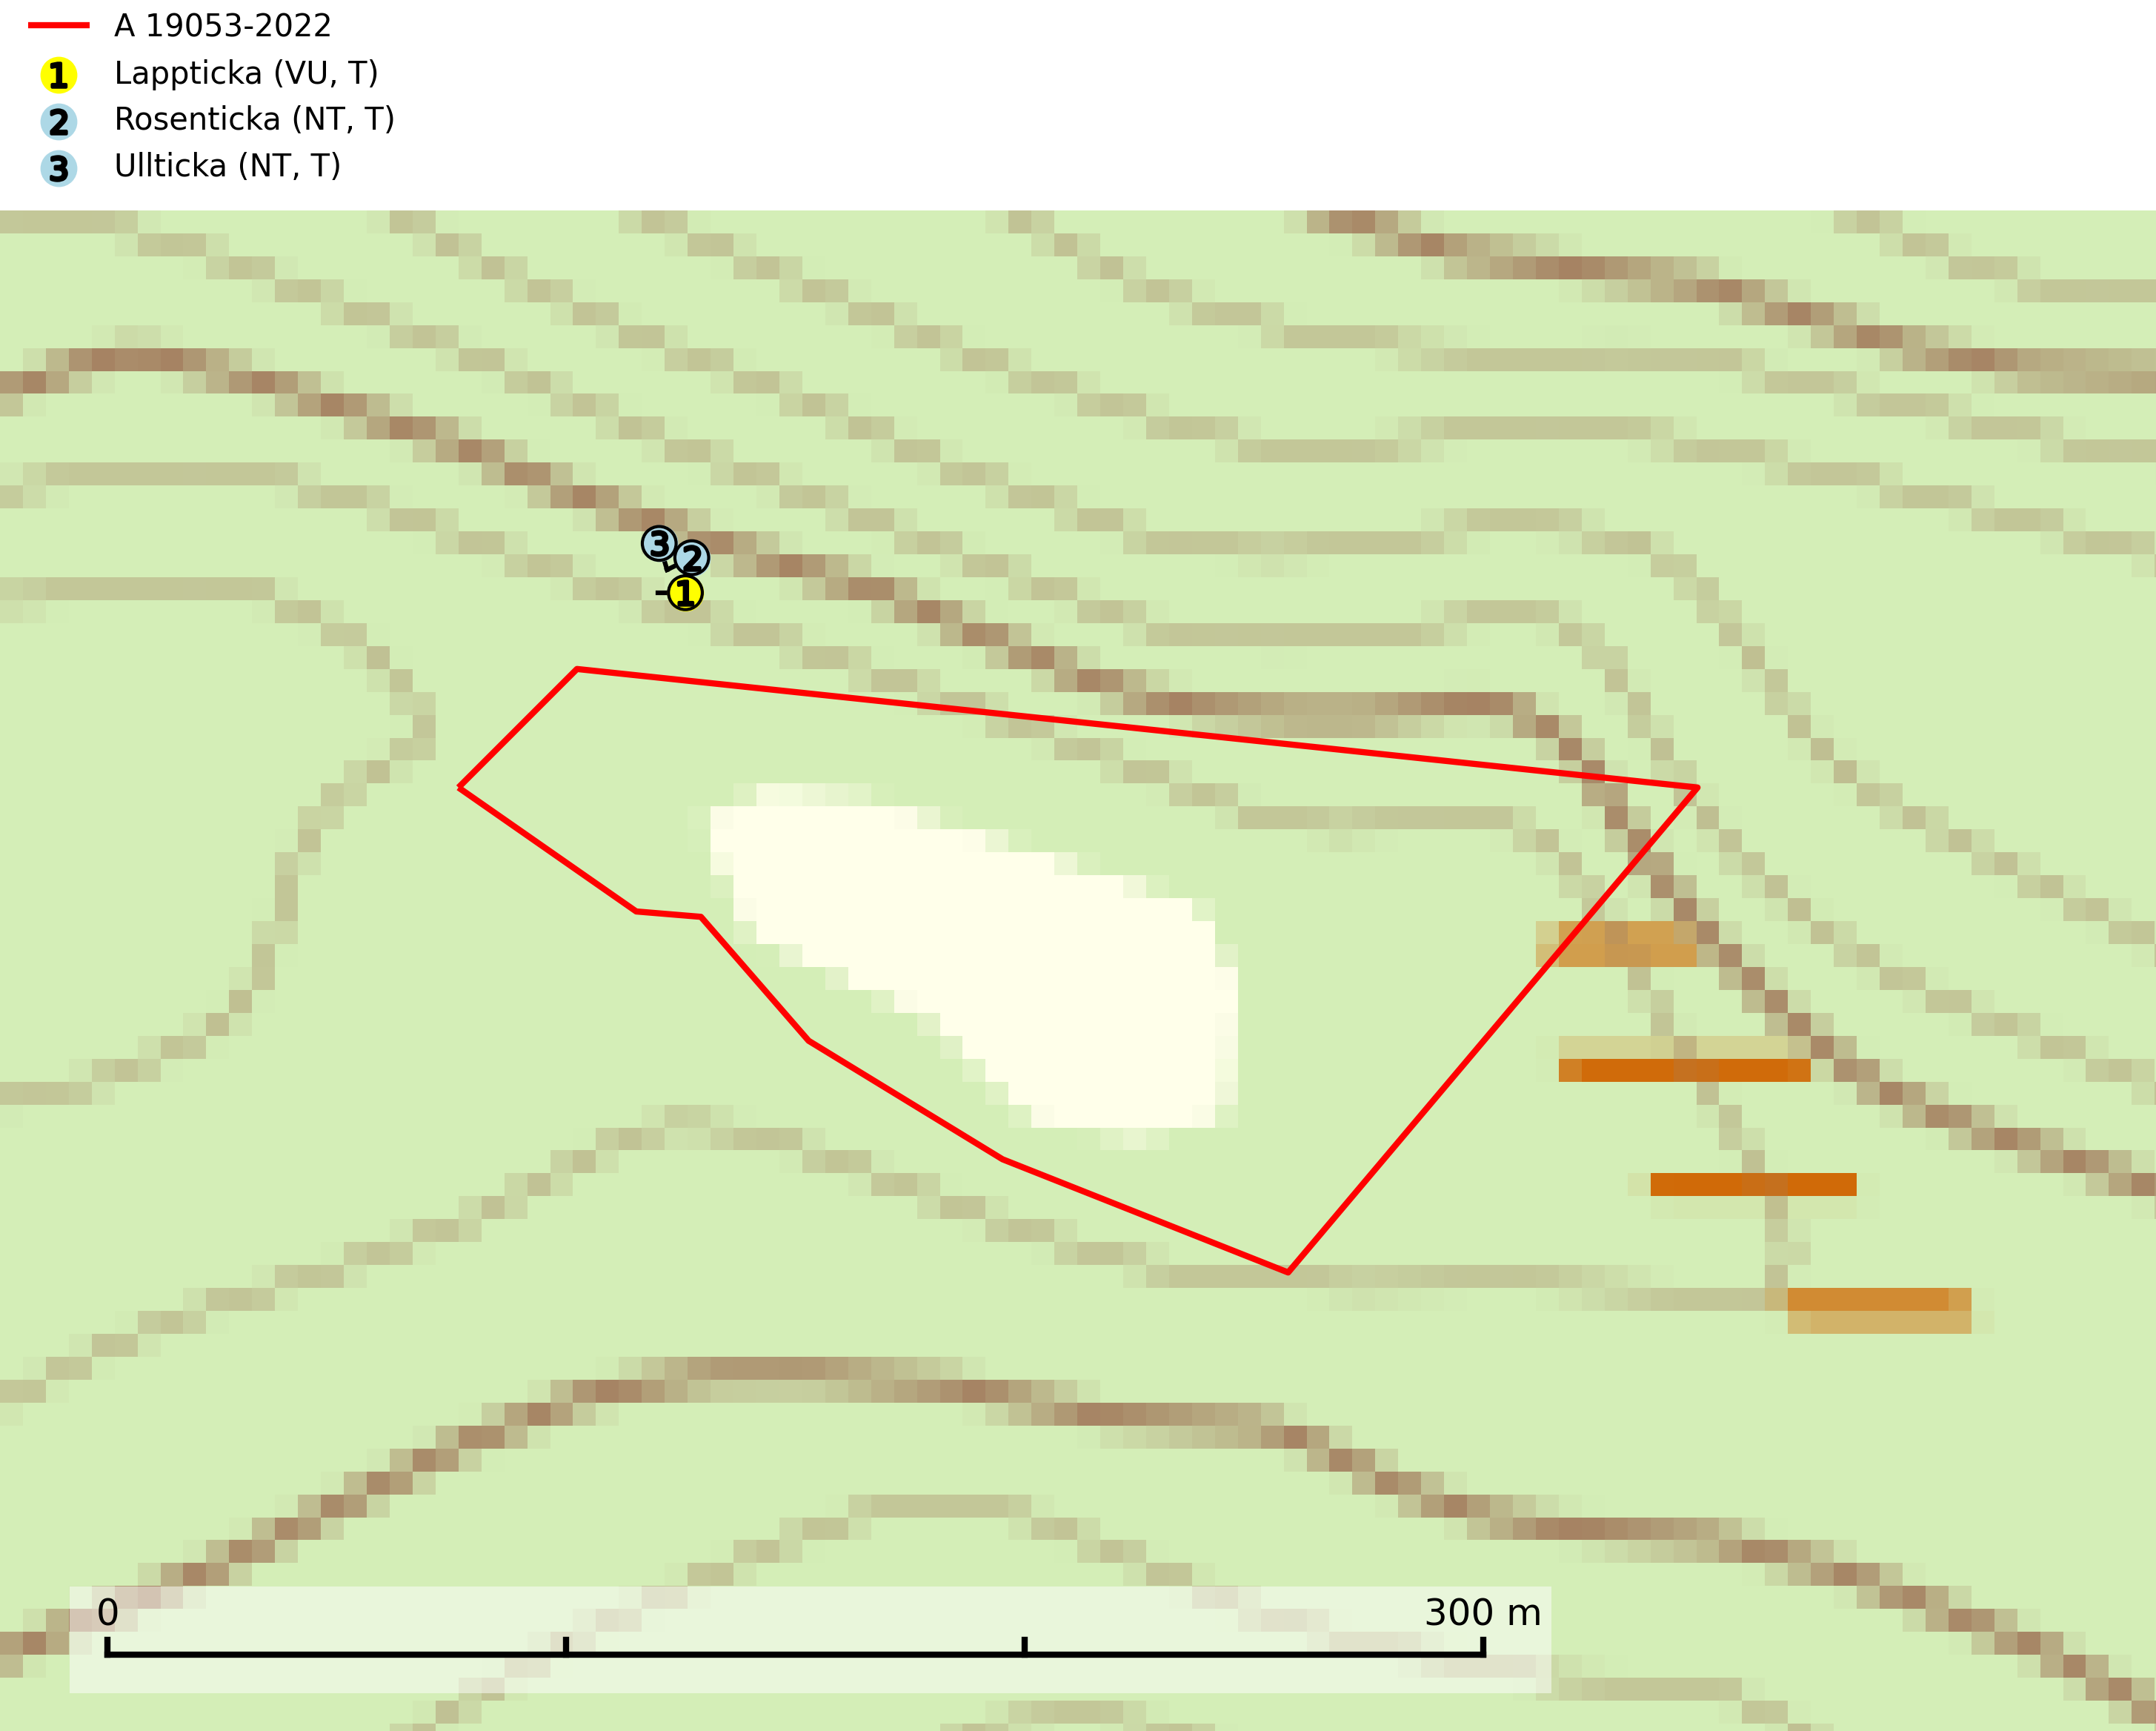 A 19053-2022
1 Lappticka (VU, T)
2 Rosenticka (NT, T)
3 Ullticka (NT, T)
3
2
1
0 300 m